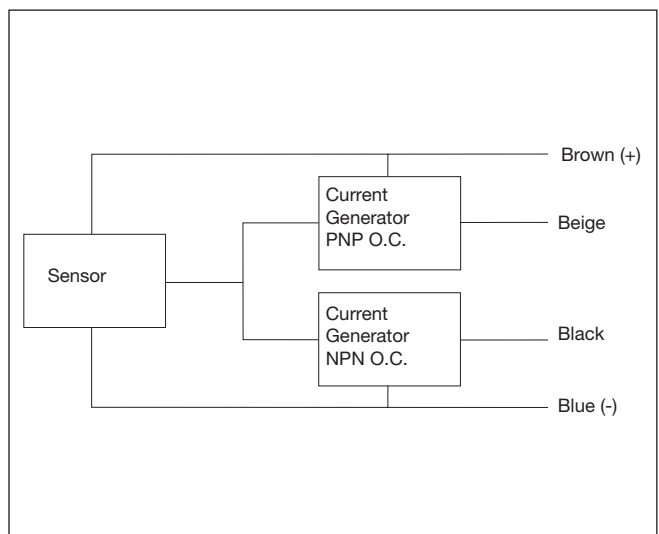 Brown (+)
Current
Generator
PNP O.C.
Beige
Sensor
Current
Generator
NPN O.C.
Black
Blue (-)